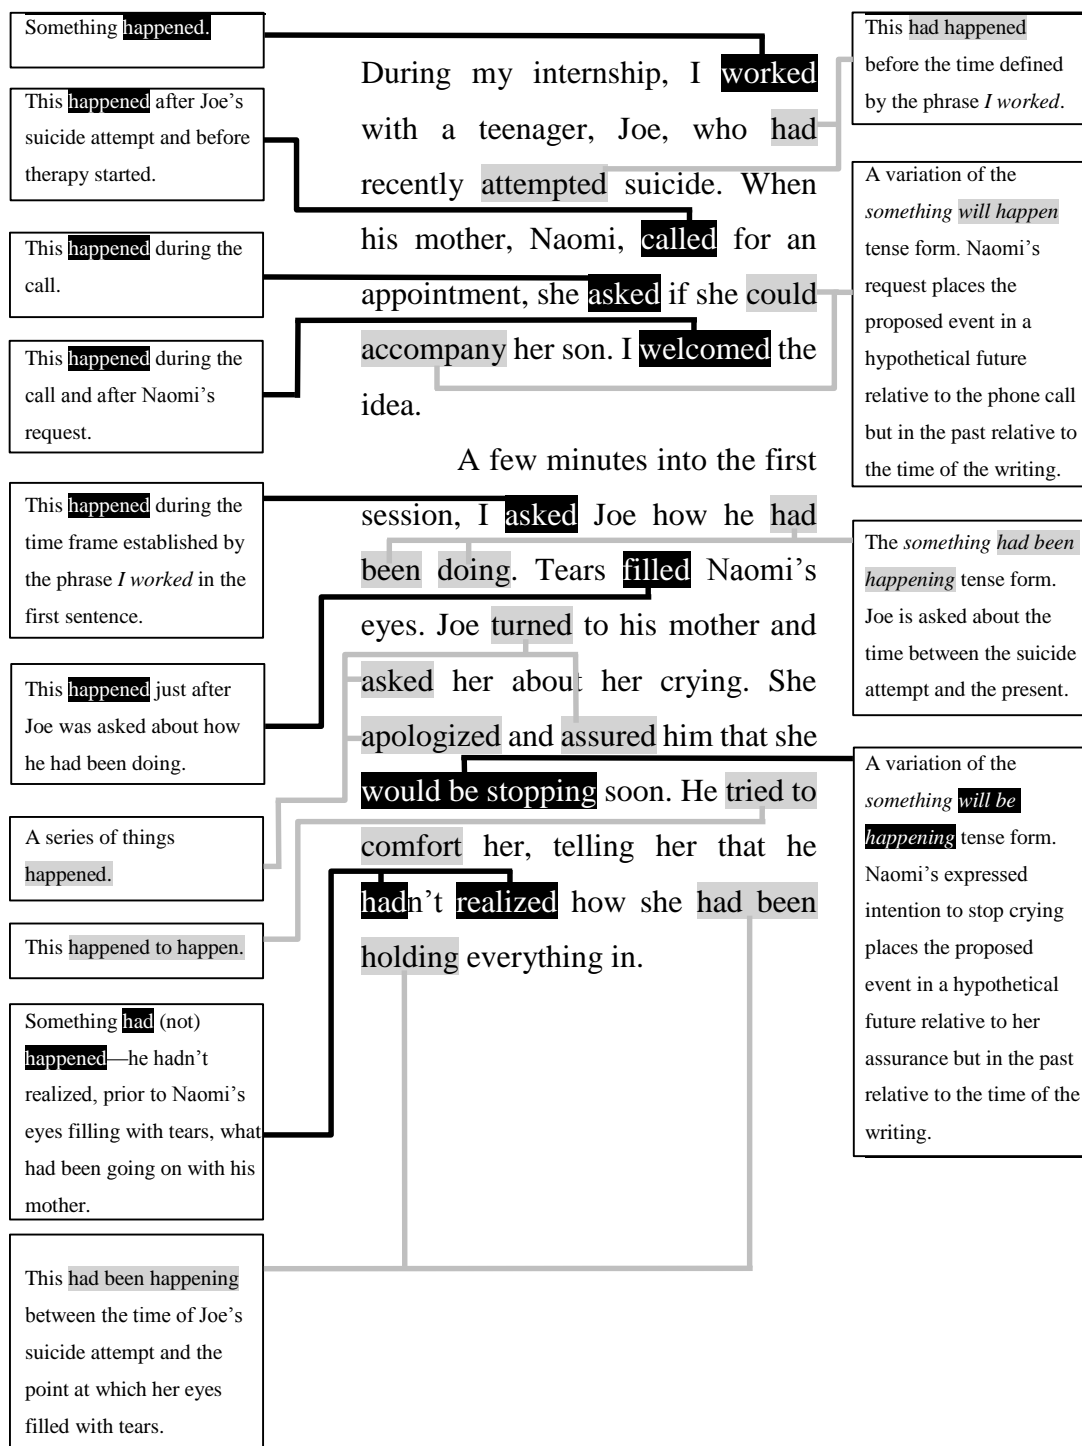 Something happened.
This happened after Joe's
suicide attempt and before
therapy started.
This happened during the
call.
This happened during the
call and after Naomi's
request.
This happened during the
time frame established by
the phrase I worked in the
first sentence.
This happened just after
Joe was asked about how
he had been doing.
A series of things
happened.
This happened to happen.
Something had (not)
happened—he hadn't
realized, prior to Naomi's
eyes filling with tears, what
had been going on with his
mother.
This had been happening
between the time of Joe's
suicide attempt and the
point at which her eyes
filled with tears.
During my internship, I worked
with a teenager, Joe, who had
recently attempted suicide. When
his mother, Naomi, called for an
appointment, she asked if she could
accompany her son. I welcomed the
idea.
A few minutes into the first
session, I asked Joe how he had
been doing. Tears filled Naomi's
eyes. Joe turned to his mother and
asked her about her crying. She
apologized and assured him that she
would be stopping soon. He tried to
comfort her, telling her that he
hadn't realized how she had been
holding everything in.
This had happened
before the time defined
by the phrase I worked.
A variation of the
something will happen
tense form. Naomi's
request places the
proposed event in a
hypothetical future
relative to the phone call
but in the past relative to
the time of the writing.
The something had been
happening tense form.
Joe is asked about the
time between the suicide
attempt and the present.
A variation of the
something will be
happening tense form.
Naomi's expressed
intention to stop crying
places the proposed
event in a hypothetical
future relative to her
assurance but in the past
relative to the time of the
writing.